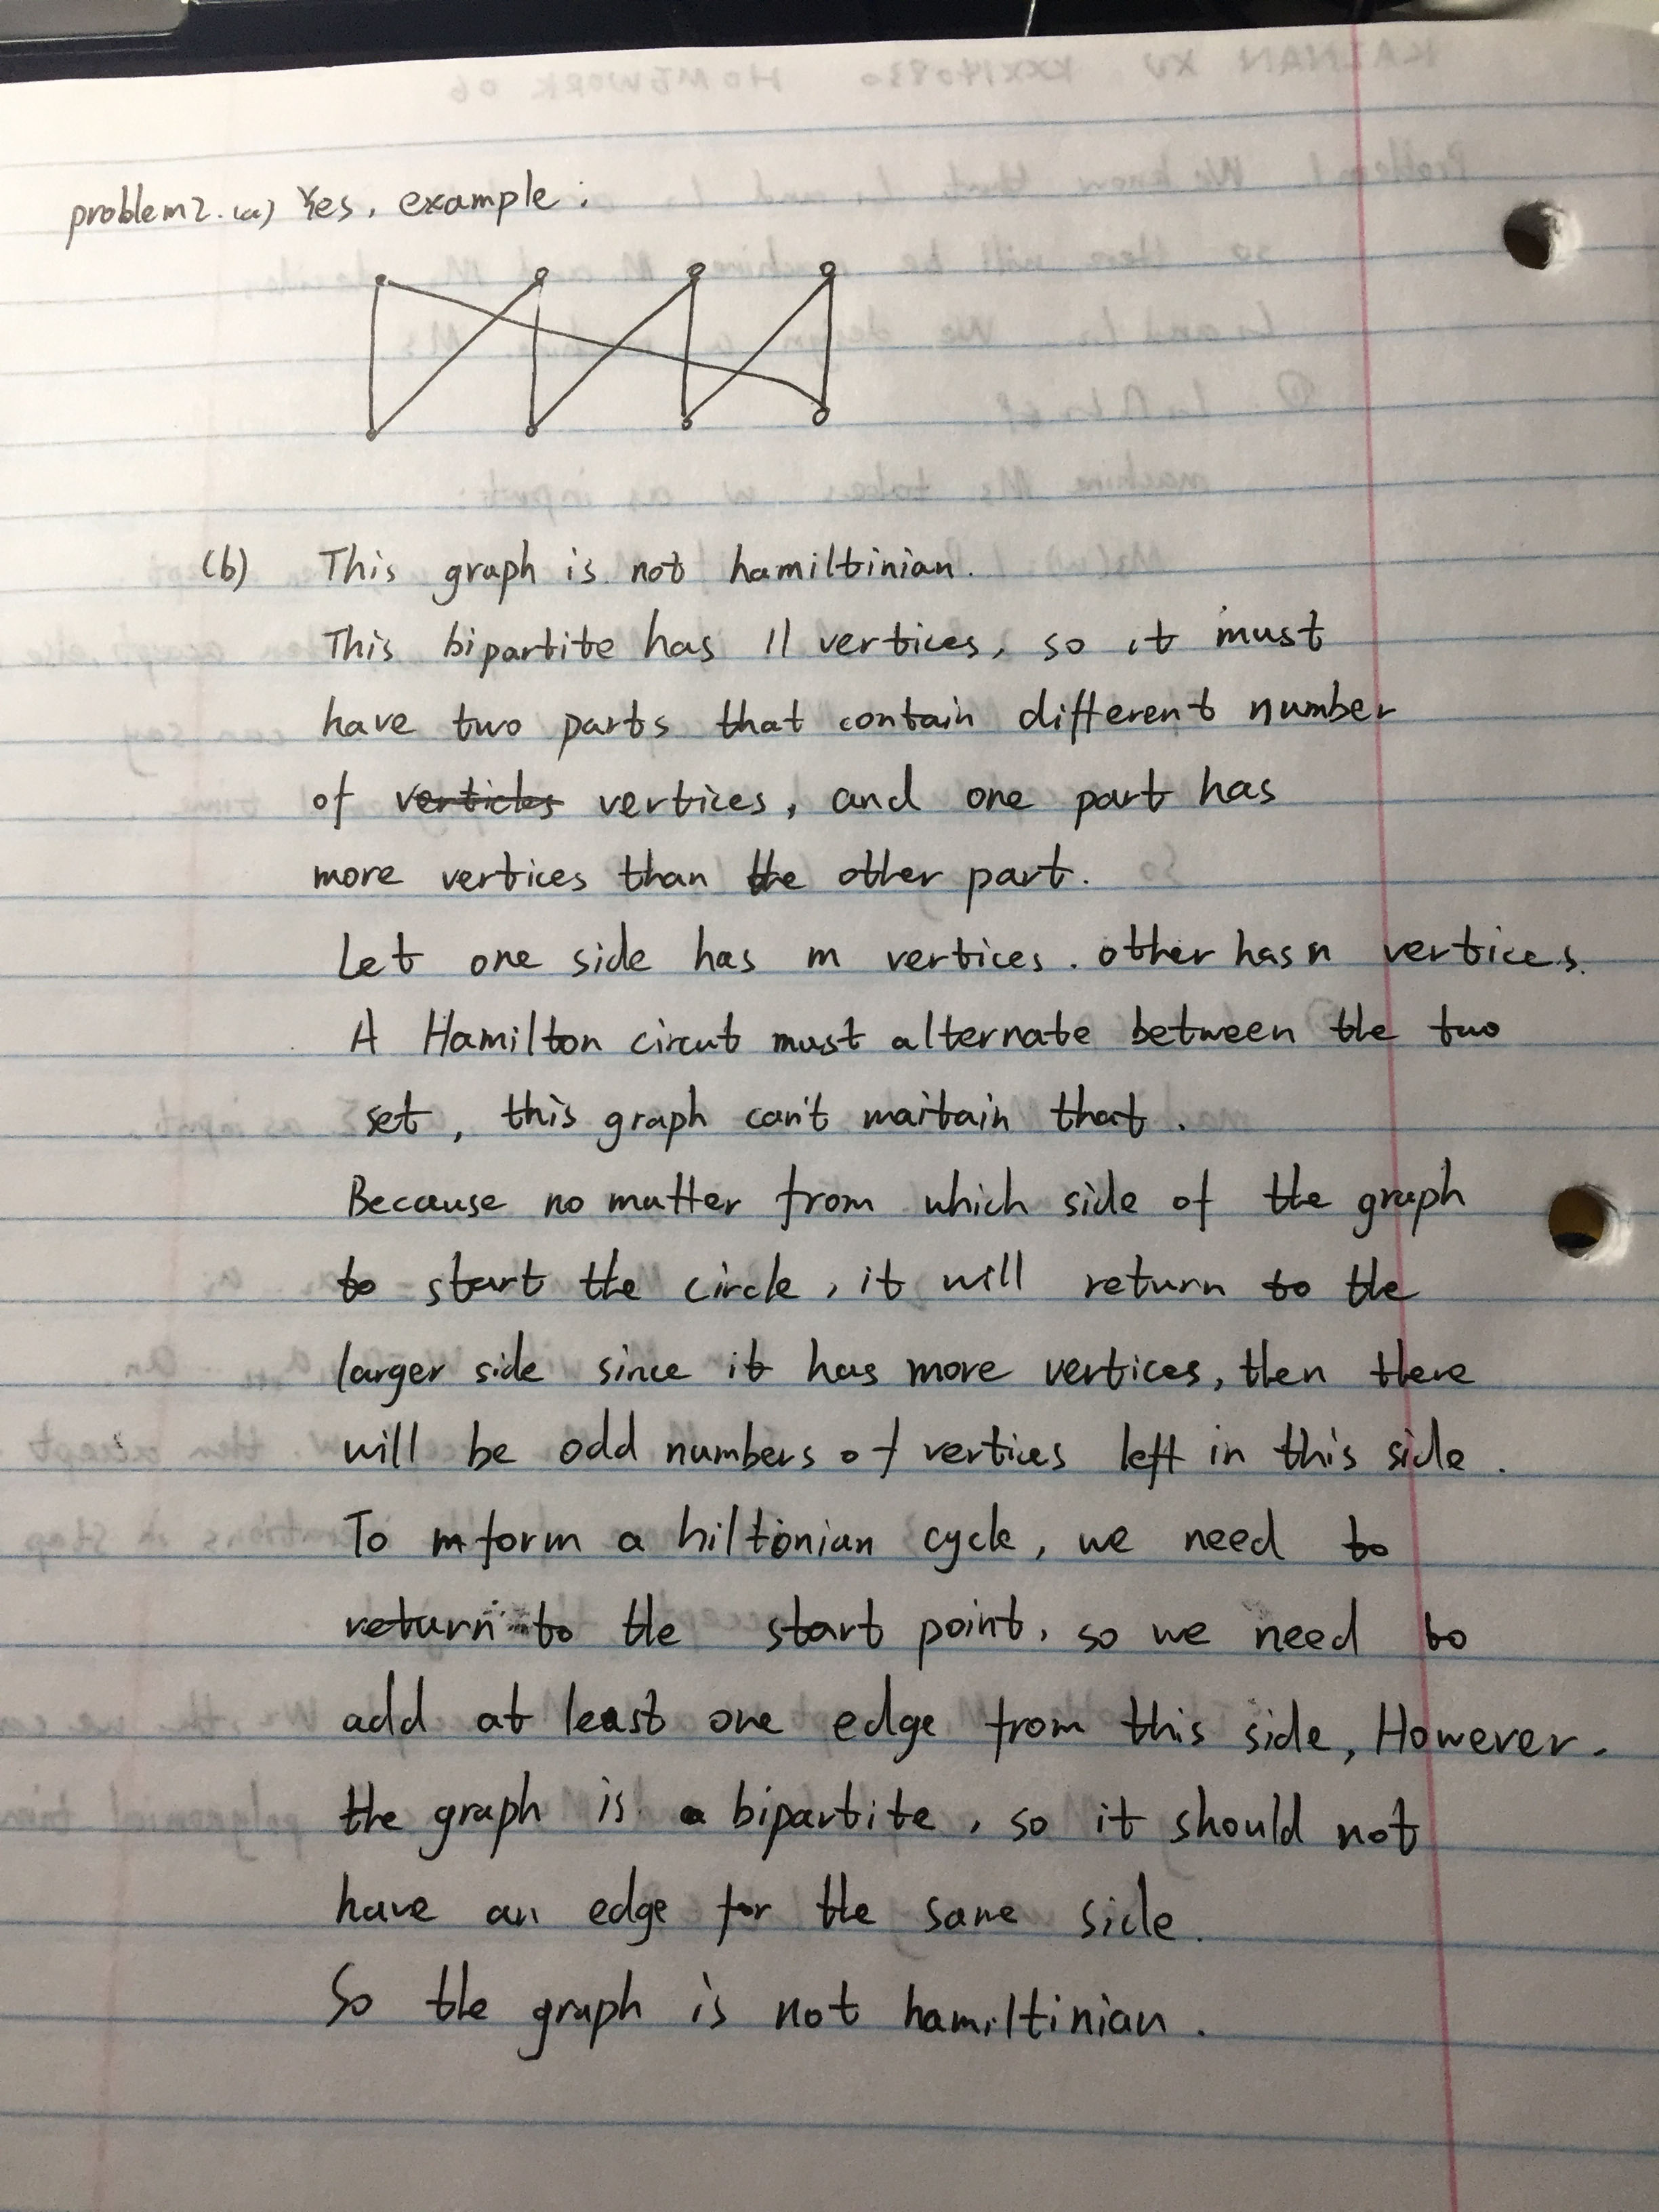 KAINAN XU KXX140830 HOMEWORK 06
problem2. (a) Yes, example :
(b) This graph is not hamiltinian.
This bipartite has 11 vertices, so it must
have two parts that contain different number
of verticles vertices, and one part has
more vertices than the other part.
Let one side has m vertices. other has n vertices.
A Hamilton circut must alternate between the two
set, this graph can't maitain that.
Because no matter from which side of the graph
to start the circle, it will return to the
larger side since it has more vertices, then there
will be odd numbers of vertices left in this side.
To form a hiltonian cycle, we need to
return to the start point, so we need to
add at least one edge from this side, However.
the graph is a bipartite, so it should not
have an edge for the same side.
So the graph is not hamiltinian.